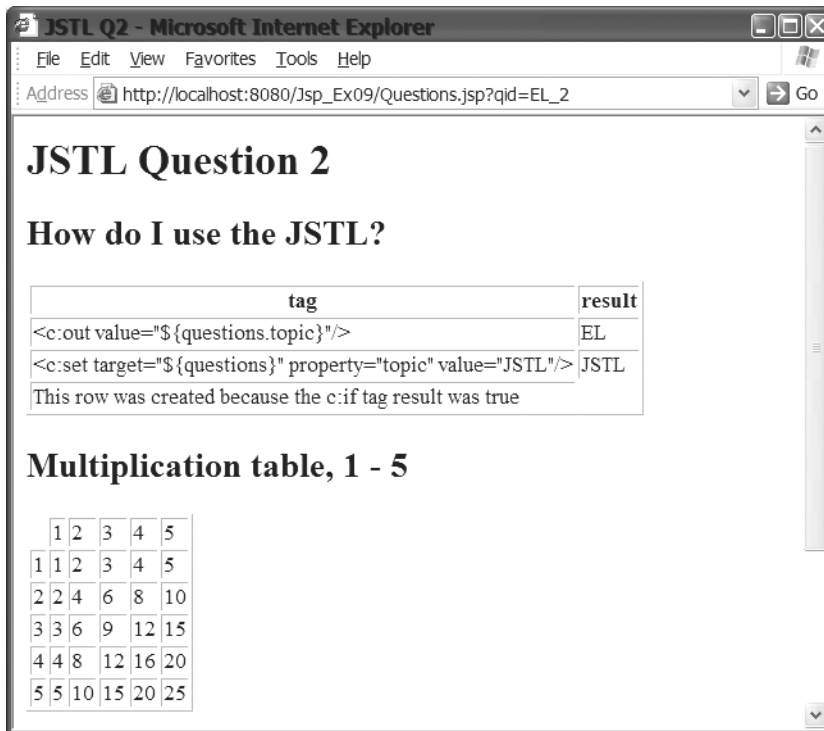 JSTL Q2 - Microsoft Internet Explorer
File Edit View Favorites Tools Help
Address http://localhost:8080/Jsp_Ex09/Questions.jsp?qid=EL_2 Go
JSTL Question 2
How do I use the JSTL?
tag result
<c:out value="${questions.topic}"/> EL
<c:set target="${questions}" property="topic" value="JSTL"/> JSTL
This row was created because the c:if tag result was true
Multiplication table, 1 - 5
1 2 3 4 5
1 1 2 3 4 5
2 2 4 6 8 10
3 3 6 9 12 15
4 4 8 12 16 20
5 5 10 15 20 25